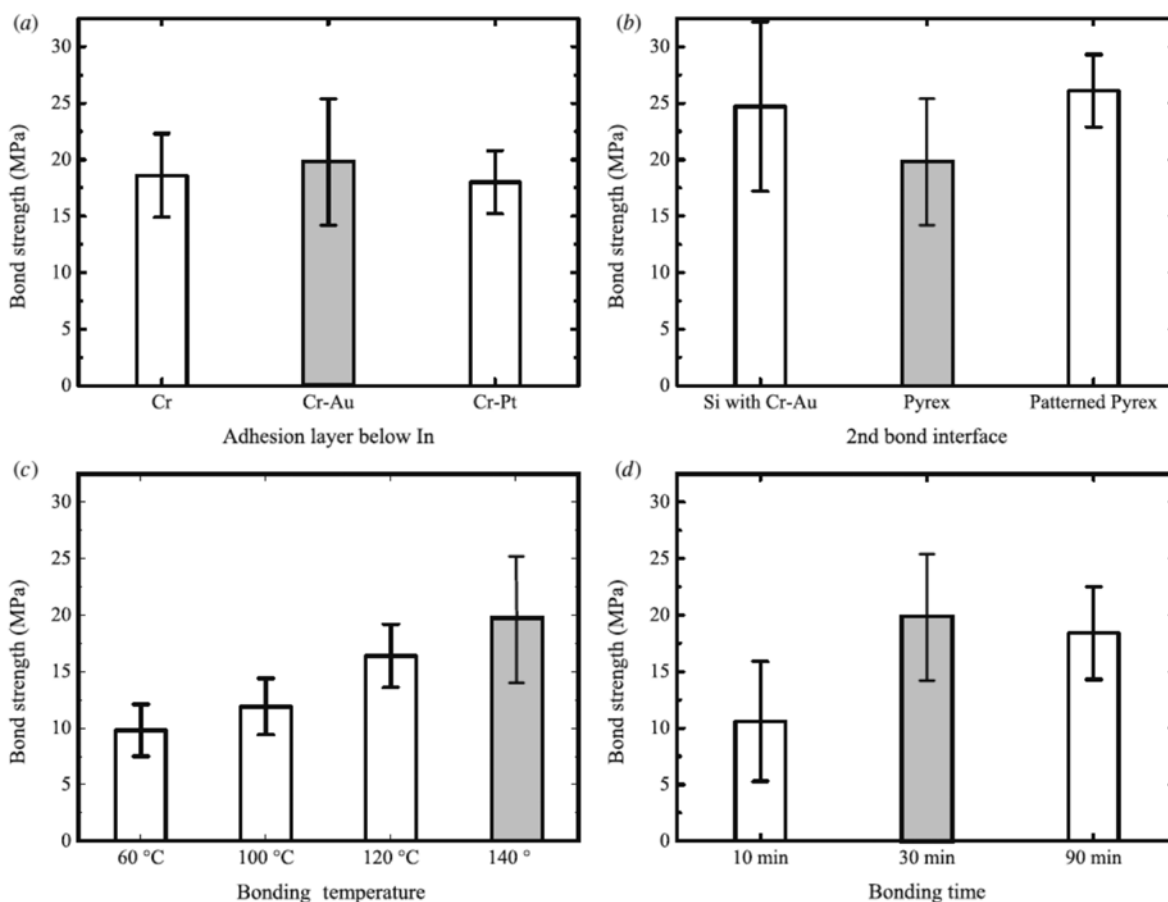 (a)
30
25
20
15
10
5
0
Bond strength (MPa)
Cr Cr-Au Cr-Pt
Adhesion layer below In
(b)
30
25
20
15
10
5
0
Bond strength (MPa)
Si with Cr-Au Pyrex Patterned Pyrex
2nd bond interface
(c)
30
25
20
15
10
5
0
Bond strength (MPa)
60 °C 100 °C 120 °C 140 °
Bonding temperature
(d)
30
25
20
15
10
5
0
Bond strength (MPa)
10 min 30 min 90 min
Bonding time